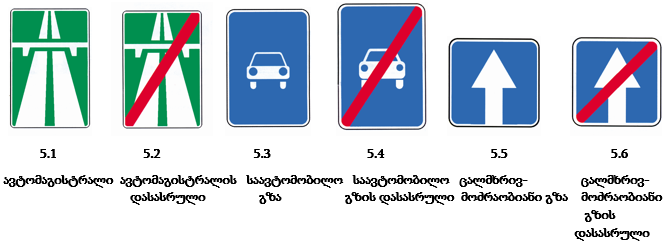 5.1 5.2 5.3 5.4 5.5 5.6
ავტომაგისტრალი ავტომაგისტრალის საავტომობილო საავტომობილო ცალმხრივ- ცალმხრივ-
დასასრული გზა გზის დასასრული მოძრაობიანი გზა მოძრაობიანი
გზის
დასასრული